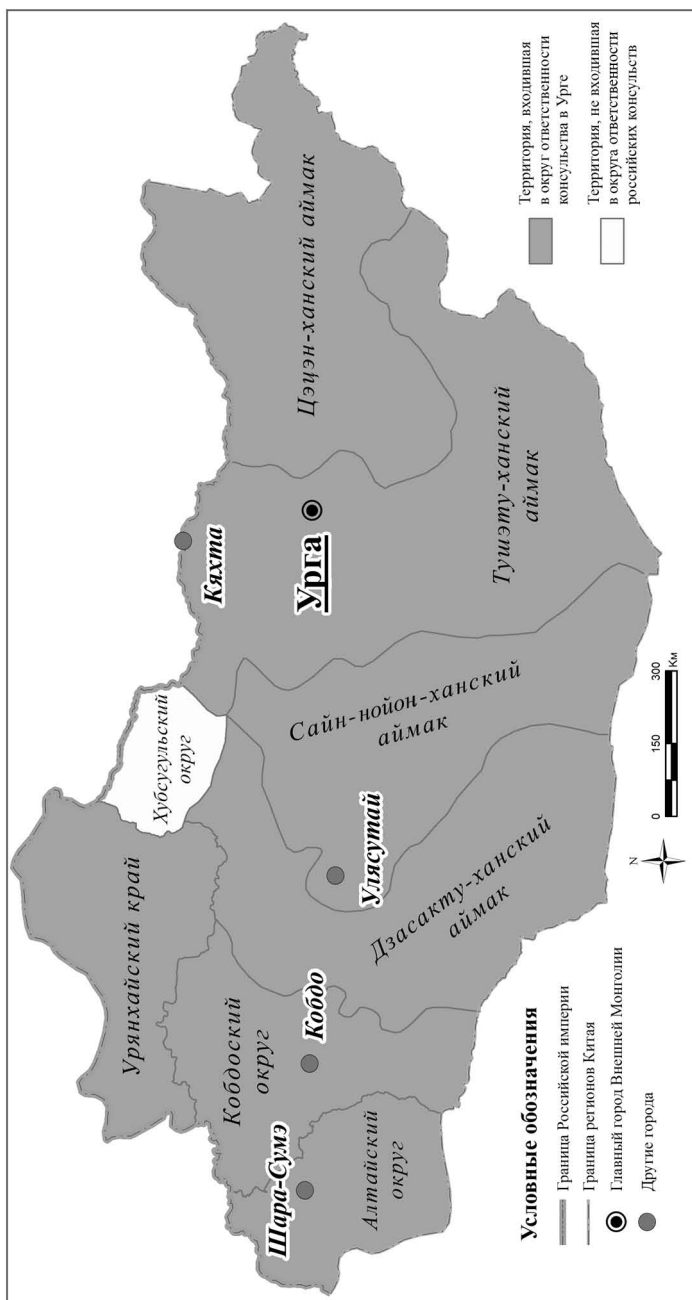 Урянхайский край
Хубсугульский
округ
Кяхта
Цэцэн-ханский аймак
Шара-Сумэ
Кобдоский
округ
Кобдо
Алтайский
округ
Улясутай
Урга
Сайн-нойон-ханский
аймак
Дзасакту-ханский
аймак
Тушэту-ханский
аймак
Условные обозначения
Граница Российской империи
Граница регионов Китая
Главный город Внешней Монголии
Другие города
N
0 150 300
Км
Территория, входившая
в округ ответственности
консульства в Урге
Территория, не входившая
в округа ответственности
российских консульств